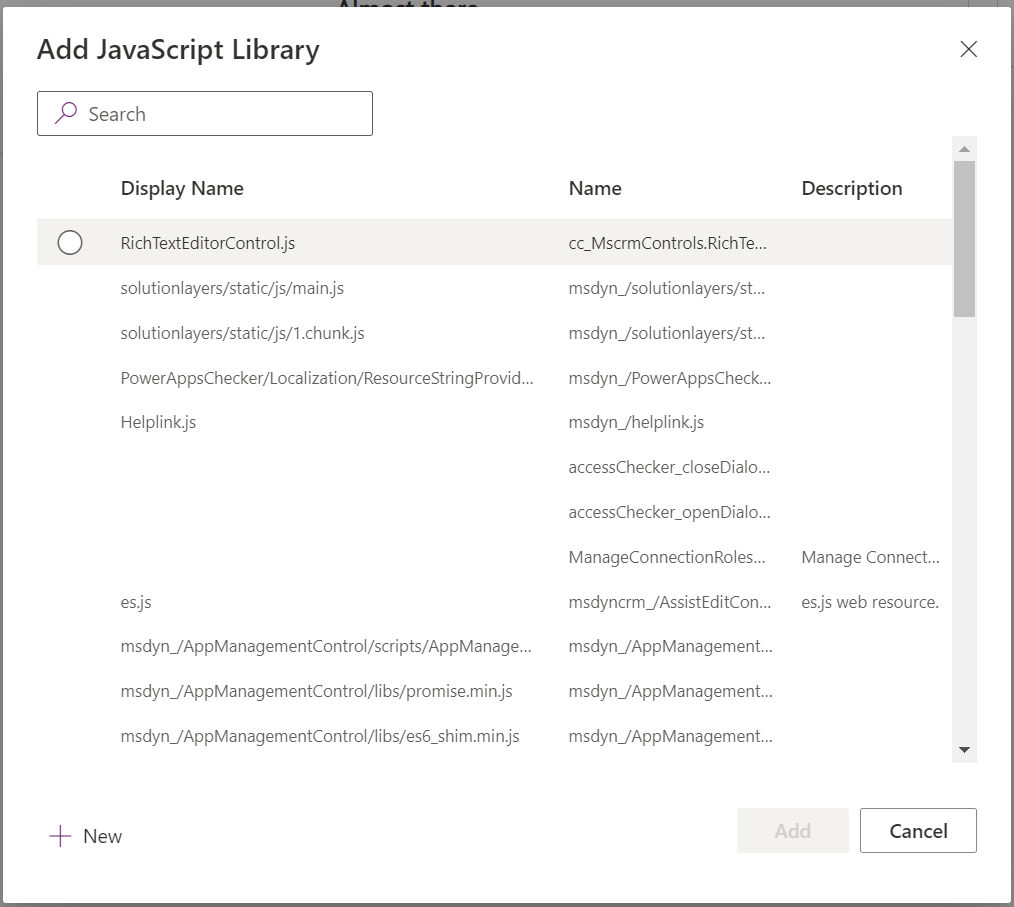 Almost there
Add JavaScript Library
Search
Display Name Name Description
RichTextEditorControl.js cc_MscrmControls.RichTe...
solutionlayers/static/js/main.js msdyn_/solutionlayers/st...
solutionlayers/static/js/1.chunk.js msdyn_/solutionlayers/st...
PowerAppsChecker/Localization/ResourceStringProvid... msdyn_/PowerAppsCheck...
Helplink.js msdyn_/helplink.js
accessChecker_closeDialo...
accessChecker_openDialo...
ManageConnectionRoles... Manage Connect...
es.js msdyncrm_/AssistEditCon... es.js web resource.
msdyn_/AppManagementControl/scripts/AppManage... msdyn_/AppManagement...
msdyn_/AppManagementControl/libs/promise.min.js msdyn_/AppManagement...
msdyn_/AppManagementControl/libs/es6_shim.min.js msdyn_/AppManagement...
New Add Cancel